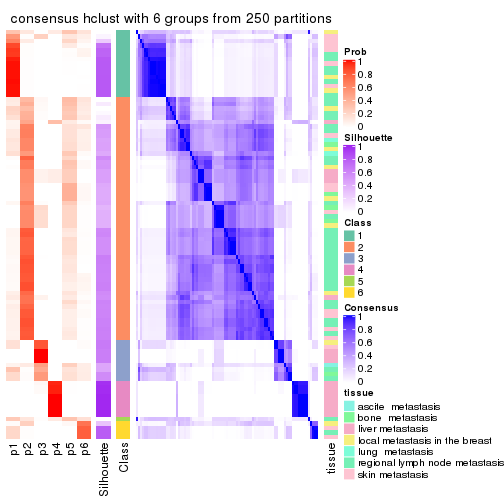 consensus hclust with 6 groups from 250 partitions
Prob
1
0.8
0.6
0.4
0.2
0
Silhouette
1
0.8
0.6
0.4
0.2
0
Class
1
2
3
4
5
6
Consensus
1
0.8
0.6
0.4
0.2
0
tissue
ascite metastasis
bone metastasis
liver metastasis
local metastasis in the breast
lung metastasis
regional lymph node metastasis
skin metastasis
p1
p2
p3
p4
p5
p6
Silhouette
Class
tissue